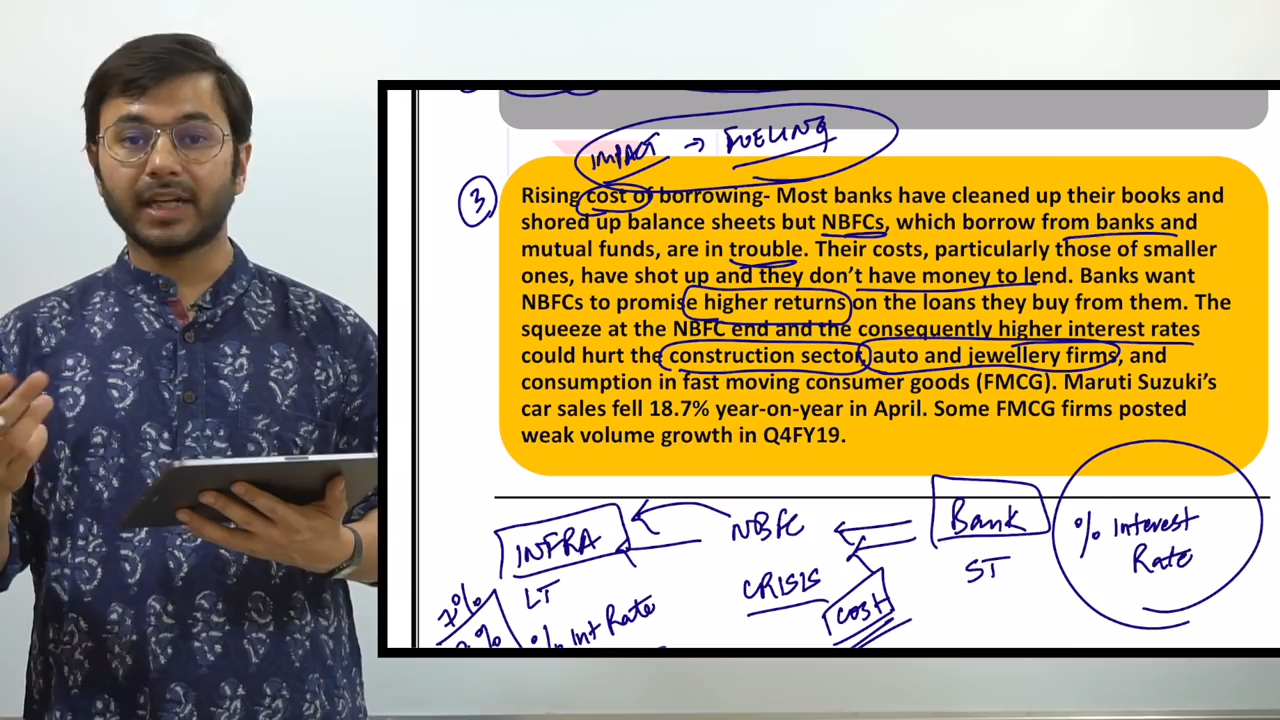 IMPACT → FUELING
3
Rising cost of borrowing- Most banks have cleaned up their books and
shored up balance sheets but NBFCs, which borrow from banks and
mutual funds, are in trouble. Their costs, particularly those of smaller
ones, have shot up and they don't have money to lend. Banks want
NBFCs to promise higher returns on the loans they buy from them. The
squeeze at the NBFC end and the consequently higher interest rates
could hurt the construction sector, auto and jewellery firms, and
consumption in fast moving consumer goods (FMCG). Maruti Suzuki's
car sales fell 18.7% year-on-year in April. Some FMCG firms posted
weak volume growth in Q4FY19.
INFRA NBFC Bank % Interest
Rate
LT CRISIS ST
7% % Int Rate cost